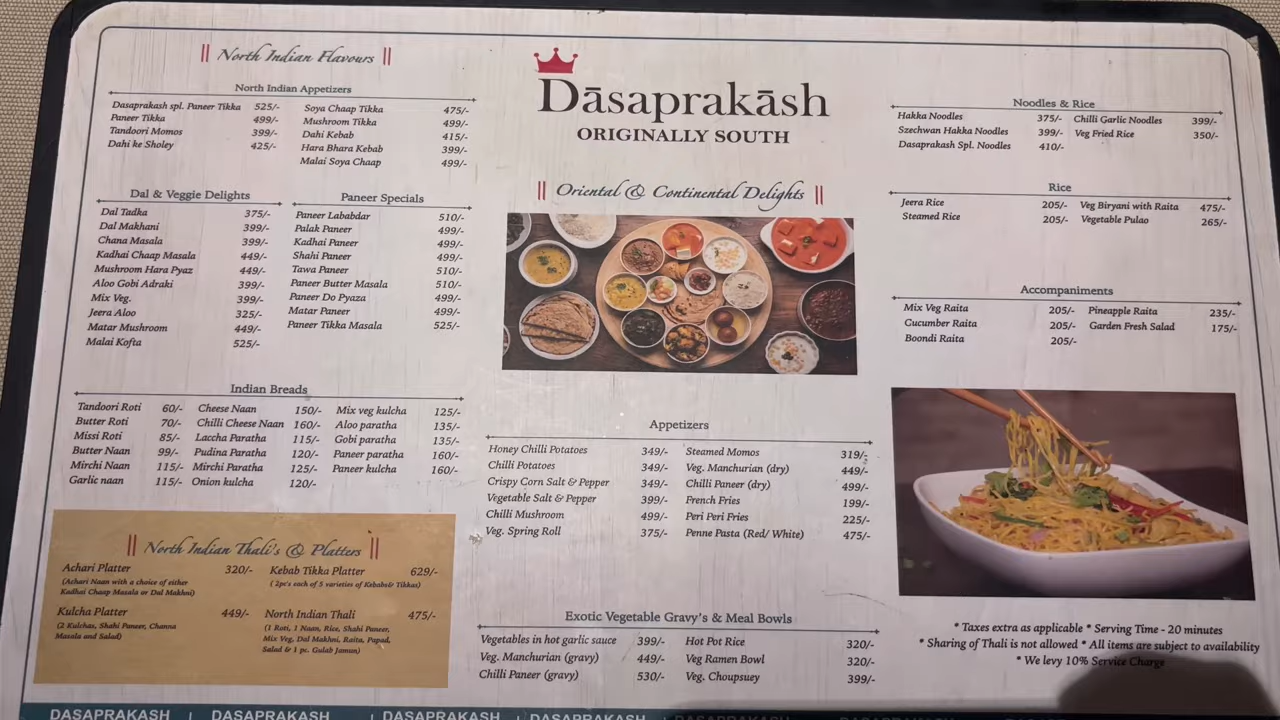 || North Indian Flavours ||
North Indian Appetizers
Dasaprakash spl. Paneer Tikka 525/-
Paneer Tikka 499/-
Tandoori Momos 399/-
Dahi ke Sholey 425/-
Soya Chaap Tikka 475/-
Mushroom Tikka 499/-
Dahi Kebab 415/-
Hara Bhara Kebab 399/-
Malai Soya Chaap 499/-
Dal & Veggie Delights
Dal Tadka 375/-
Dal Makhani 399/-
Chana Masala 399/-
Kadhai Chaap Masala 449/-
Mushroom Hara Pyaz 449/-
Aloo Gobi Adraki 399/-
Mix Veg. 399/-
Jeera Aloo 325/-
Matar Mushroom 449/-
Malai Kofta 525/-
Paneer Specials
Paneer Lababdar 510/-
Palak Paneer 499/-
Kadhai Paneer 499/-
Shahi Paneer 499/-
Tawa Paneer 510/-
Paneer Butter Masala 510/-
Paneer Do Pyaza 499/-
Matar Paneer 499/-
Paneer Tikka Masala 525/-
Indian Breads
Tandoori Roti 60/-
Butter Roti 70/-
Missi Roti 85/-
Butter Naan 99/-
Mirchi Naan 115/-
Garlic naan 115/-
Cheese Naan 150/-
Chilli Cheese Naan 160/-
Laccha Paratha 115/-
Pudina Paratha 120/-
Mirchi Paratha 125/-
Onion kulcha 120/-
Mix veg kulcha 125/-
Aloo paratha 135/-
Gobi paratha 135/-
Paneer paratha 160/-
Paneer kulcha 160/-
|| North Indian Thali's & Platters ||
Achari Platter 320/-
(Achari Naan with a choice of either
Kadhai Chaap Masala or Dal Makhni)
Kulcha Platter 449/-
(2 Kulchas, Shahi Paneer, Channa
Masala and Salad)
Kebab Tikka Platter 629/-
( 2pc's each of 5 varieties of Kebabs& Tikkas)
North Indian Thali 475/-
(1 Roti, 1 Naan, Rice, Shahi Paneer,
Mix Veg, Dal Makhni, Raita, Papad,
Salad & 1 pc. Gulab Jamun)
Dāsaprakāsh
ORIGINALLY SOUTH
|| Oriental & Continental Delights ||
Appetizers
Honey Chilli Potatoes 349/-
Chilli Potatoes 349/-
Crispy Corn Salt & Pepper 349/-
Vegetable Salt & Pepper 399/-
Chilli Mushroom 499/-
Veg. Spring Roll 375/-
Steamed Momos 319/-
Veg. Manchurian (dry) 449/-
Chilli Paneer (dry) 499/-
French Fries 199/-
Peri Peri Fries 225/-
Penne Pasta (Red/ White) 475/-
Exotic Vegetable Gravy's & Meal Bowls
Vegetables in hot garlic sauce 399/-
Veg. Manchurian (gravy) 449/-
Chilli Paneer (gravy) 530/-
Hot Pot Rice 320/-
Veg Ramen Bowl 320/-
Veg. Choupsuey 399/-
Noodles & Rice
Hakka Noodles 375/-
Szechwan Hakka Noodles 399/-
Dasaprakash Spl. Noodles 410/-
Chilli Garlic Noodles 399/-
Veg Fried Rice 350/-
Rice
Jeera Rice 205/-
Steamed Rice 205/-
Veg Biryani with Raita 475/-
Vegetable Pulao 265/-
Accompaniments
Mix Veg Raita 205/-
Cucumber Raita 205/-
Boondi Raita 205/-
Pineapple Raita 235/-
Garden Fresh Salad 175/-
* Taxes extra as applicable * Serving Time - 20 minutes
* Sharing of Thali is not allowed * All items are subject to availability
* We levy 10% Service Charge
DASAPRAKASH | DASAPRAKASH | DASAPRAKASH | DASAPRAKASH | DASAPRAKASH